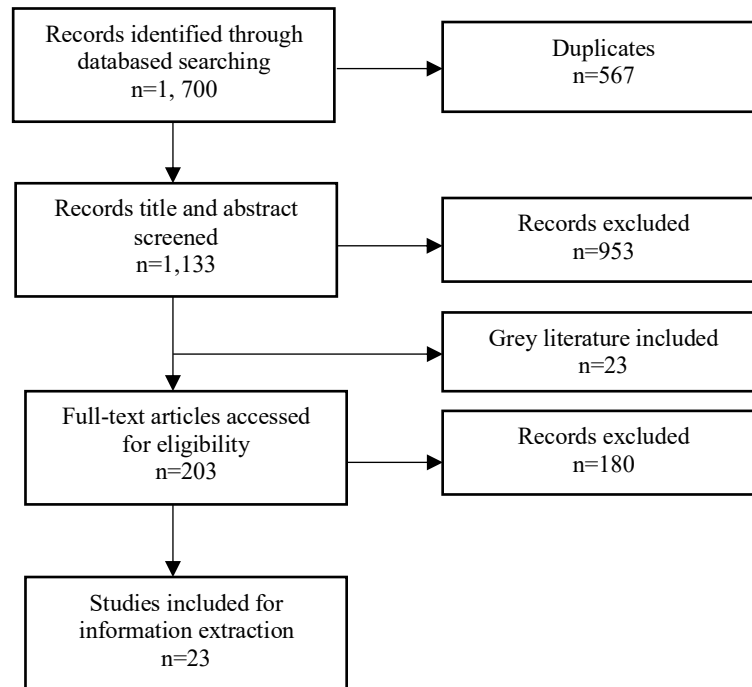 Records identified through
databased searching
n=1, 700
Duplicates
n=567
Records title and abstract
screened
n=1,133
Records excluded
n=953
Grey literature included
n=23
Full-text articles accessed
for eligibility
n=203
Records excluded
n=180
Studies included for
information extraction
n=23